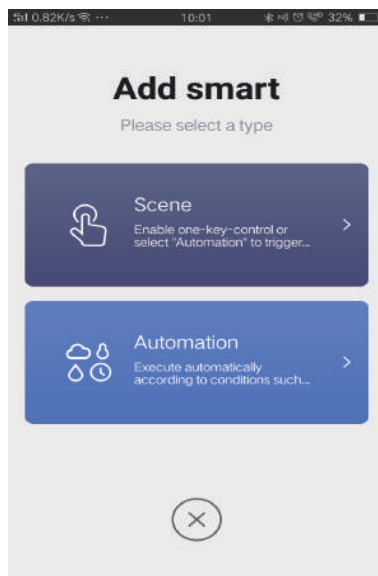 0.82K/s ··· 10:01 32%
Add smart
Please select a type
Scene
Enable one-key-control or
select "Automation" to trigger...
Automation
Execute automatically
according to conditions such...